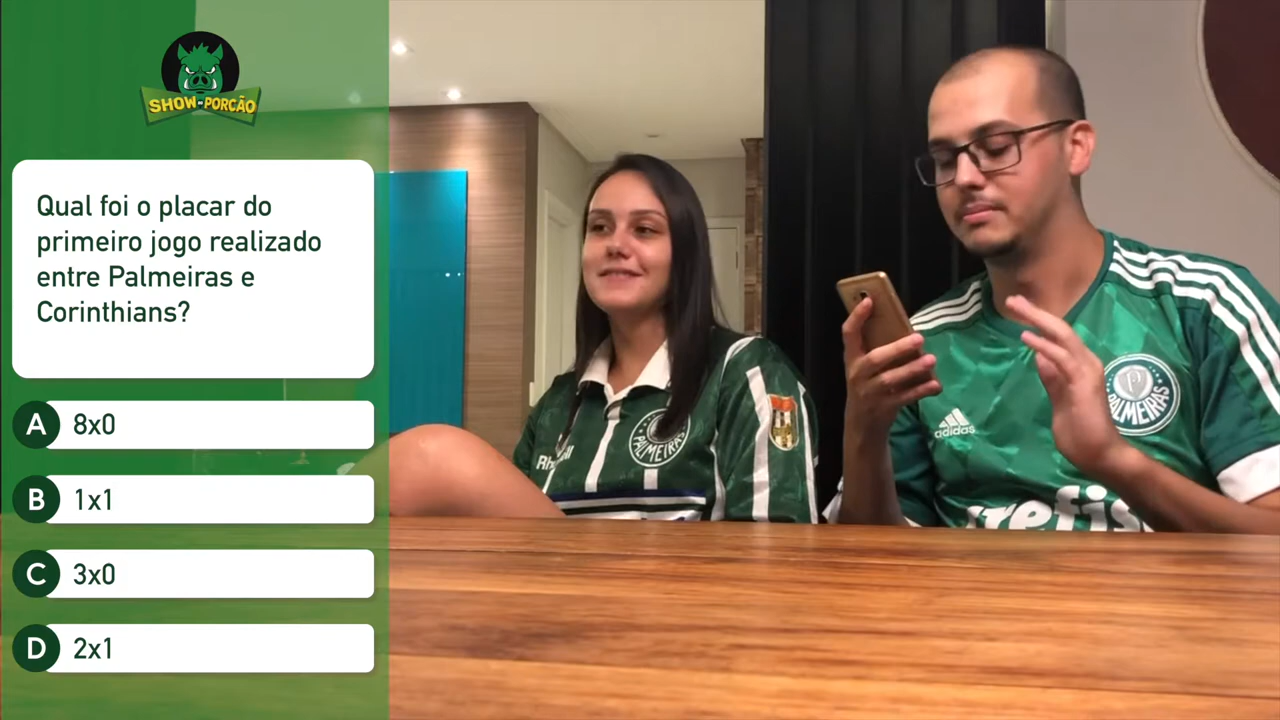 SHOW-PORCÃO
Qual foi o placar do
primeiro jogo realizado
entre Palmeiras e
Corinthians?
A 8x0
B 1x1
C 3x0
D 2x1
PALMEIRAS
adidas
PALMEIRAS